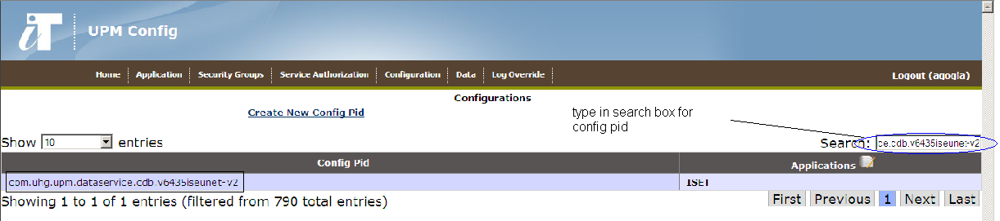 iT UPM Config
Home Application Security Groups Service Authorization Configuration Data Log Override Logout (agogia)
Configurations
Create New Config Pid
type in search box for
config pid
Show 10 entries Search: ce.cdb.v6435iseunet-v2
Config Pid Applications
com.uhg.upm.dataservice.cdb.v6435iseunet-v2 ISET
Showing 1 to 1 of 1 entries (filtered from 790 total entries) First Previous 1 Next Last